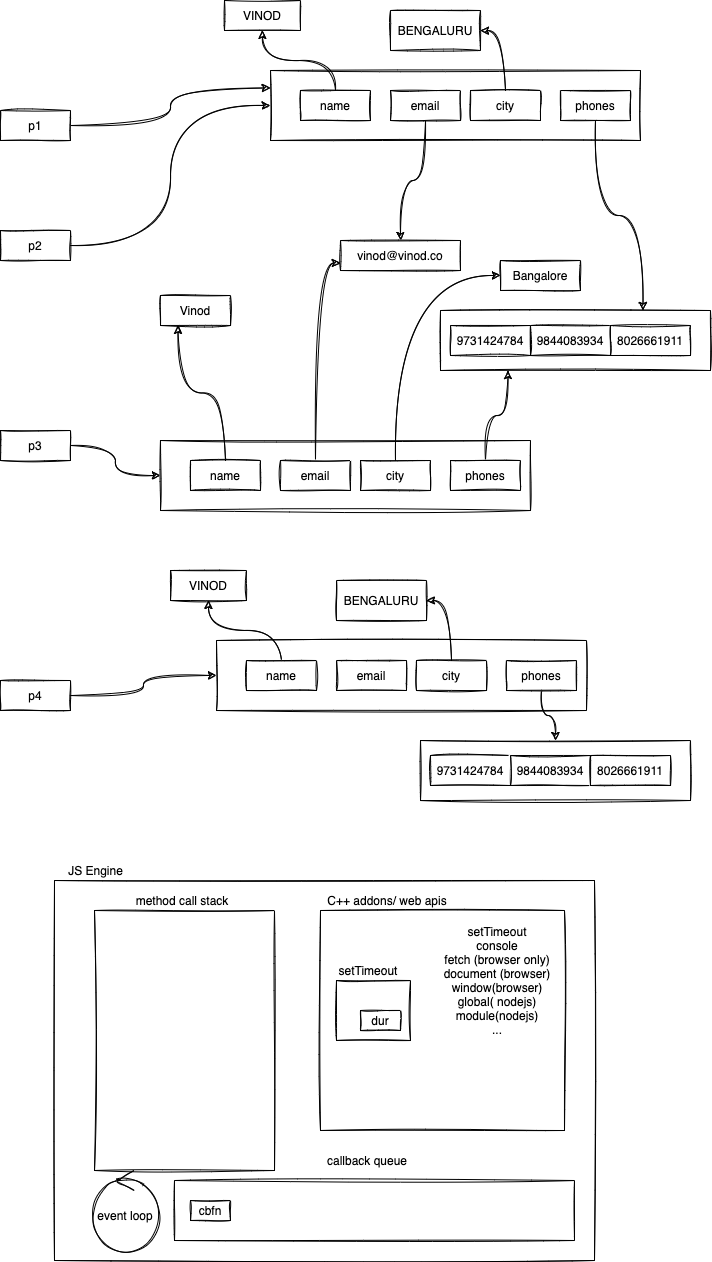 VINOD
BENGALURU
name
email
city
phones
p1
p2
vinod@vinod.co
Bangalore
Vinod
9731424784 9844083934 8026661911
p3
name
email
city
phones
VINOD
BENGALURU
name
email
city
phones
p4
9731424784 9844083934 8026661911
JS Engine
method call stack
C++ addons/ web apis
setTimeout
console
fetch (browser only)
document (browser)
window(browser)
global( nodejs)
module(nodejs)
...
setTimeout
dur
callback queue
event loop
cbfn